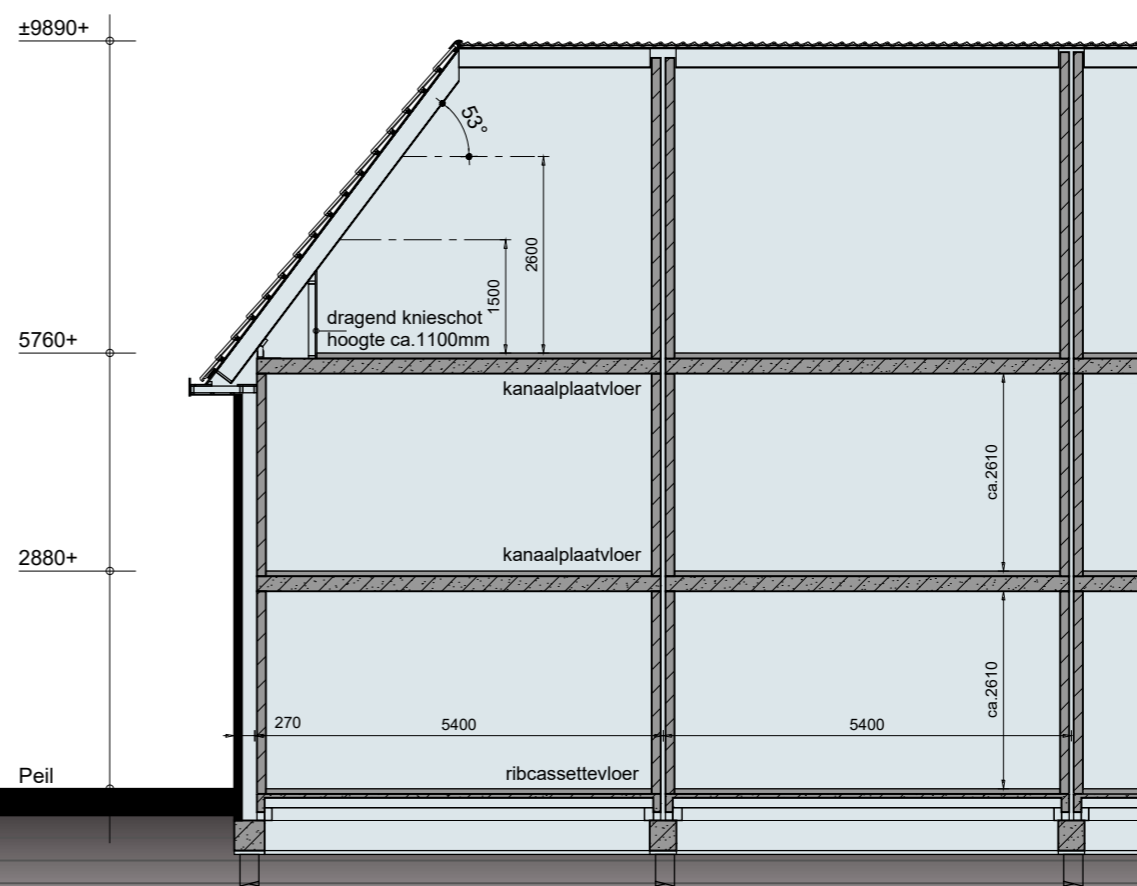 ±9890+
53°
2600
1500
dragend knieschot
hoogte ca.1100mm
5760+
kanaalplaatvloer
ca.2610
kanaalplaatvloer
2880+
ca.2610
270
5400
5400
Peil
ribcassettevloer